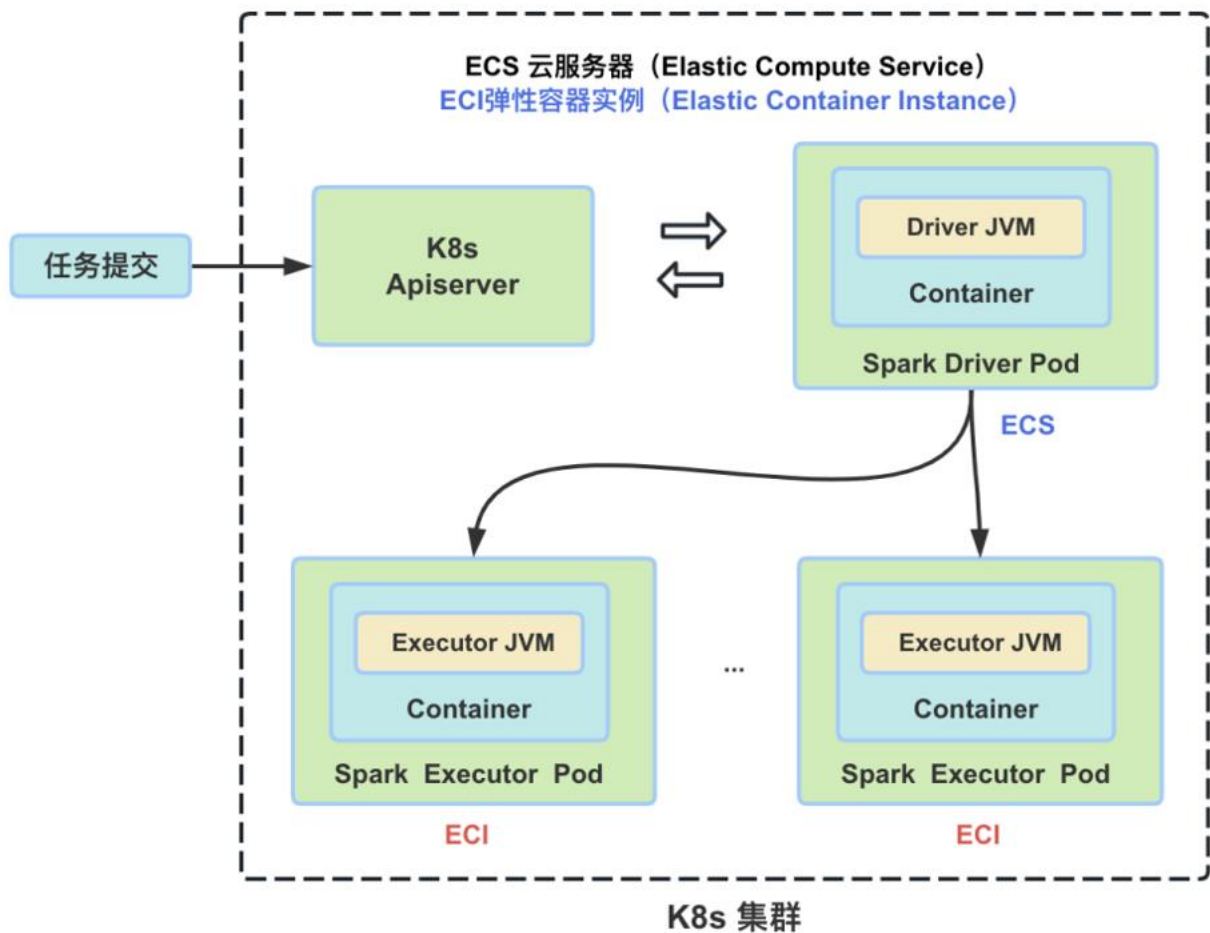 ECS 云服务器（Elastic Compute Service）
ECI弹性容器实例（Elastic Container Instance）
任务提交
K8s
Apiserver
Driver JVM
Container
Spark Driver Pod
ECS
Executor JVM
Container
Spark Executor Pod
ECI
...
Executor JVM
Container
Spark Executor Pod
ECI
K8s 集群